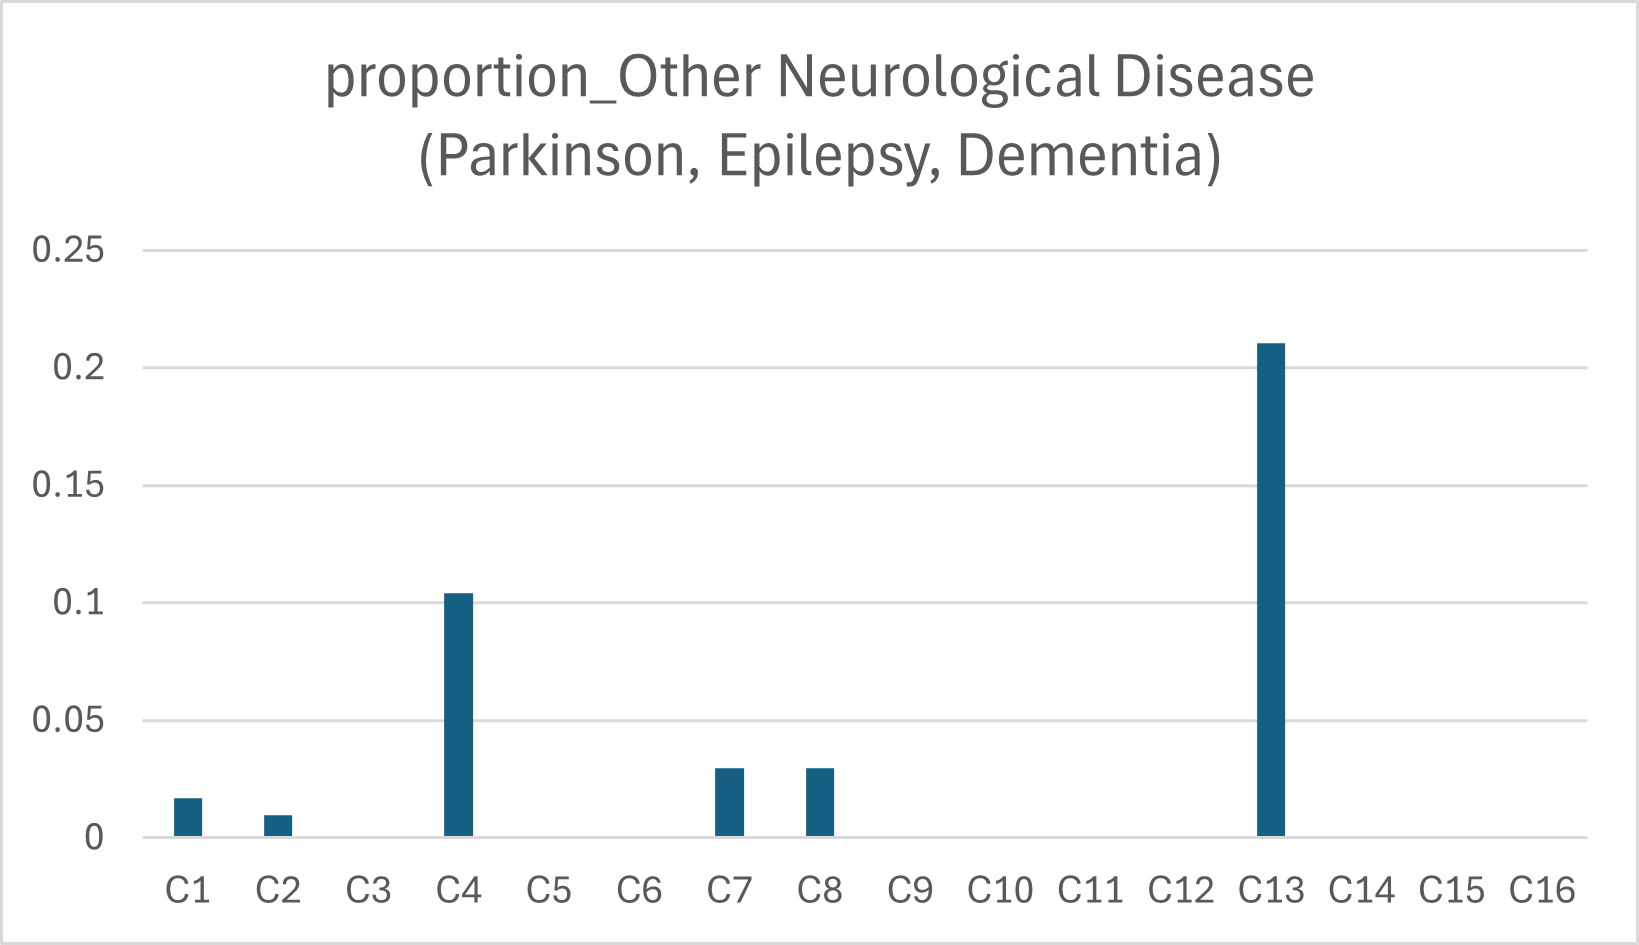 proportion_Other Neurological Disease
(Parkinson, Epilepsy, Dementia)
0.25
0.2
0.15
0.1
0.05
0
C1 C2 C3 C4 C5 C6 C7 C8 C9 C10 C11 C12 C13 C14 C15 C16